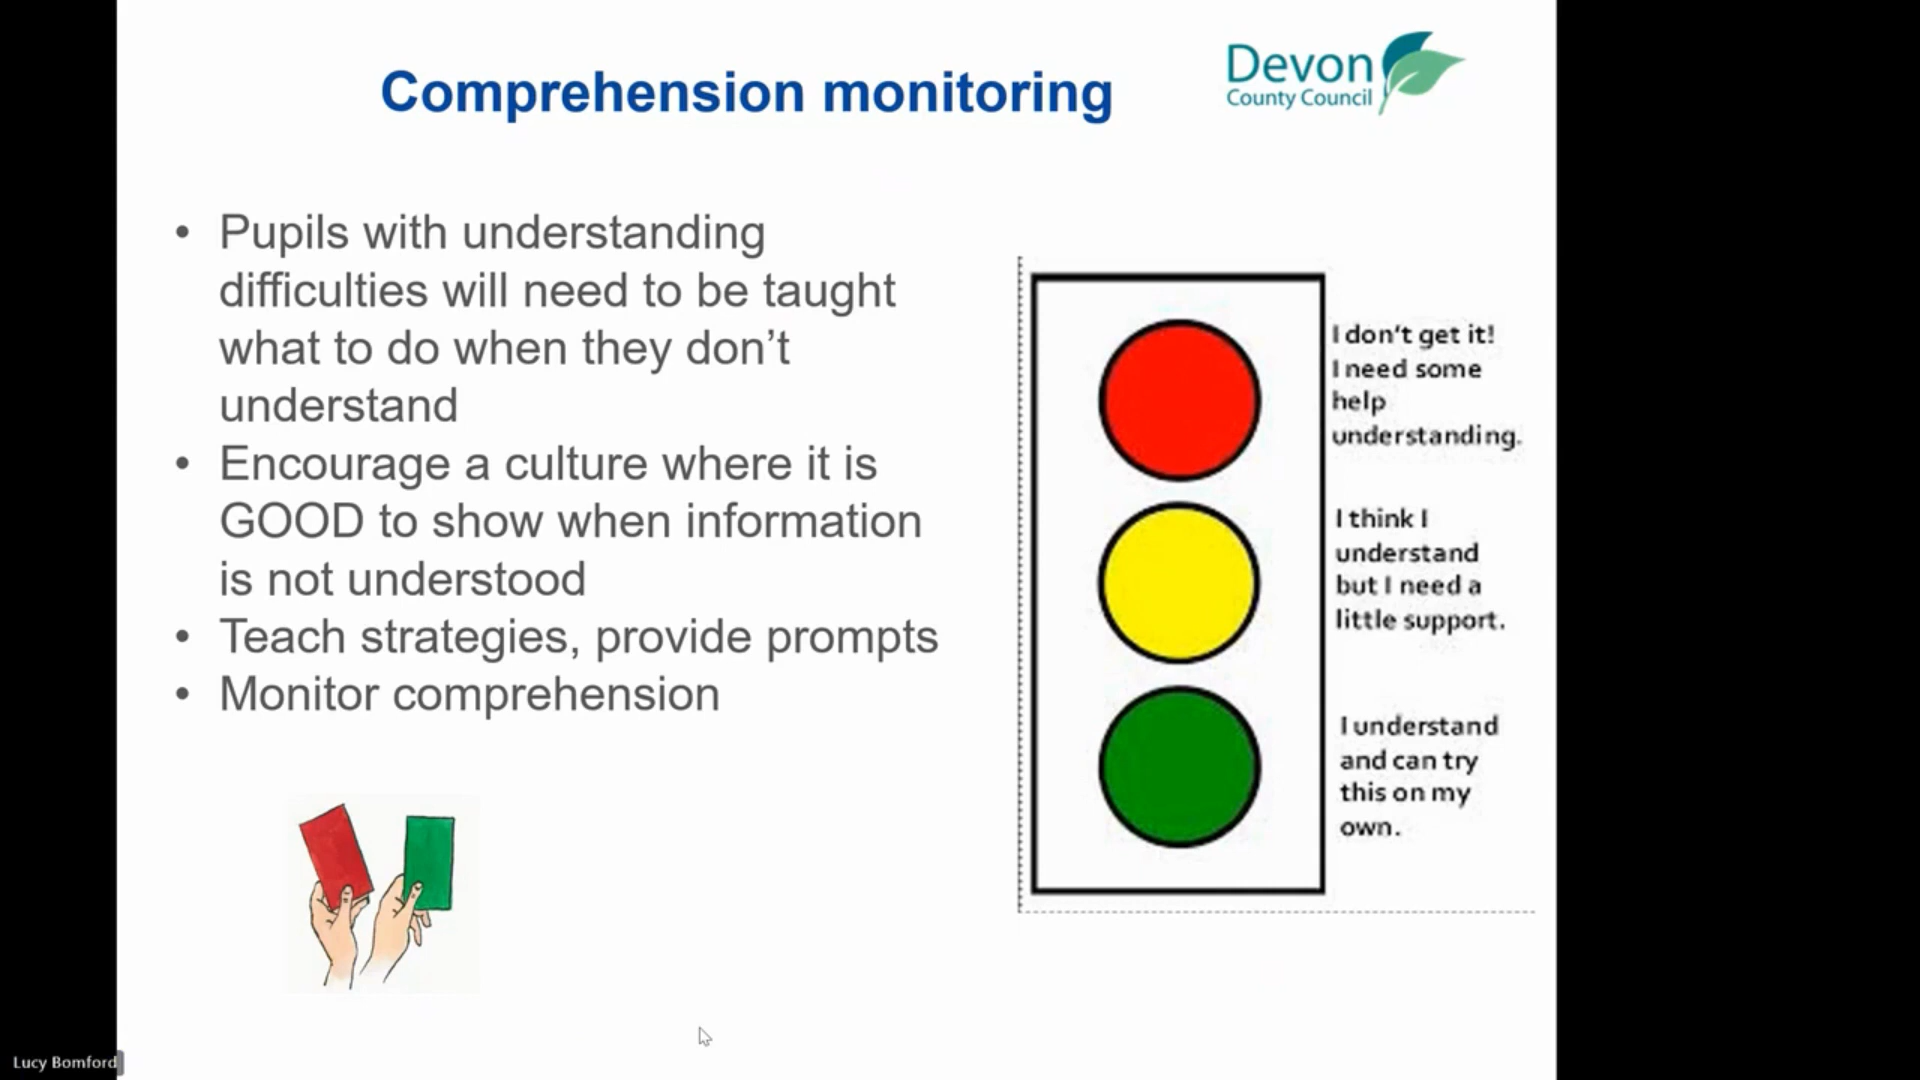 Comprehension monitoring
Devon
County Council
• Pupils with understanding
difficulties will need to be taught
what to do when they don’t
understand
• Encourage a culture where it is
GOOD to show when information
is not understood
• Teach strategies, provide prompts
• Monitor comprehension
I don't get it!
I need some
help
understanding.
I think I
understand
but I need a
little support.
I understand
and can try
this on my
own.
Lucy Bomford